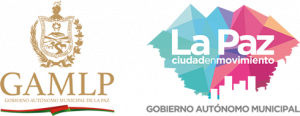 GAMLP
GOBIERNO AUTÓNOMO MUNICIPAL DE LA PAZ
La Paz
ciudadenmovimiento
GOBIERNO AUTÓNOMO MUNICIPAL